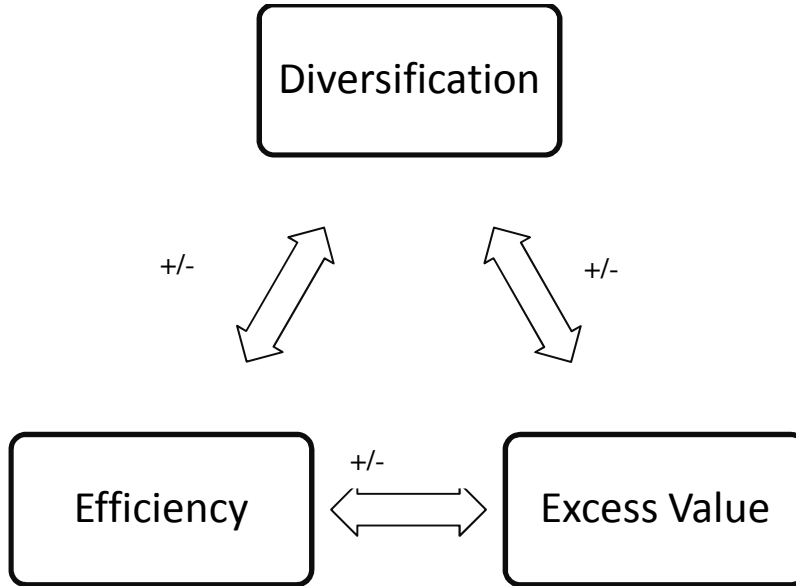 Diversification
+/-
+/-
+/-
Efficiency
Excess Value